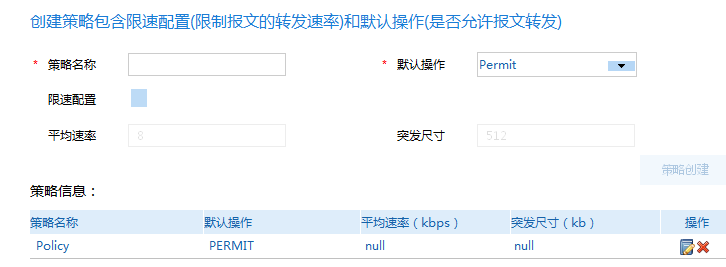 创建策略包含限速配置(限制报文的转发速率)和默认操作(是否允许报文转发)
* 策略名称 * 默认操作 Permit
限速配置
平均速率 8 突发尺寸 512
策略创建
策略信息：
策略名称 默认操作 平均速率（kbps） 突发尺寸（kb） 操作
Policy PERMIT null null